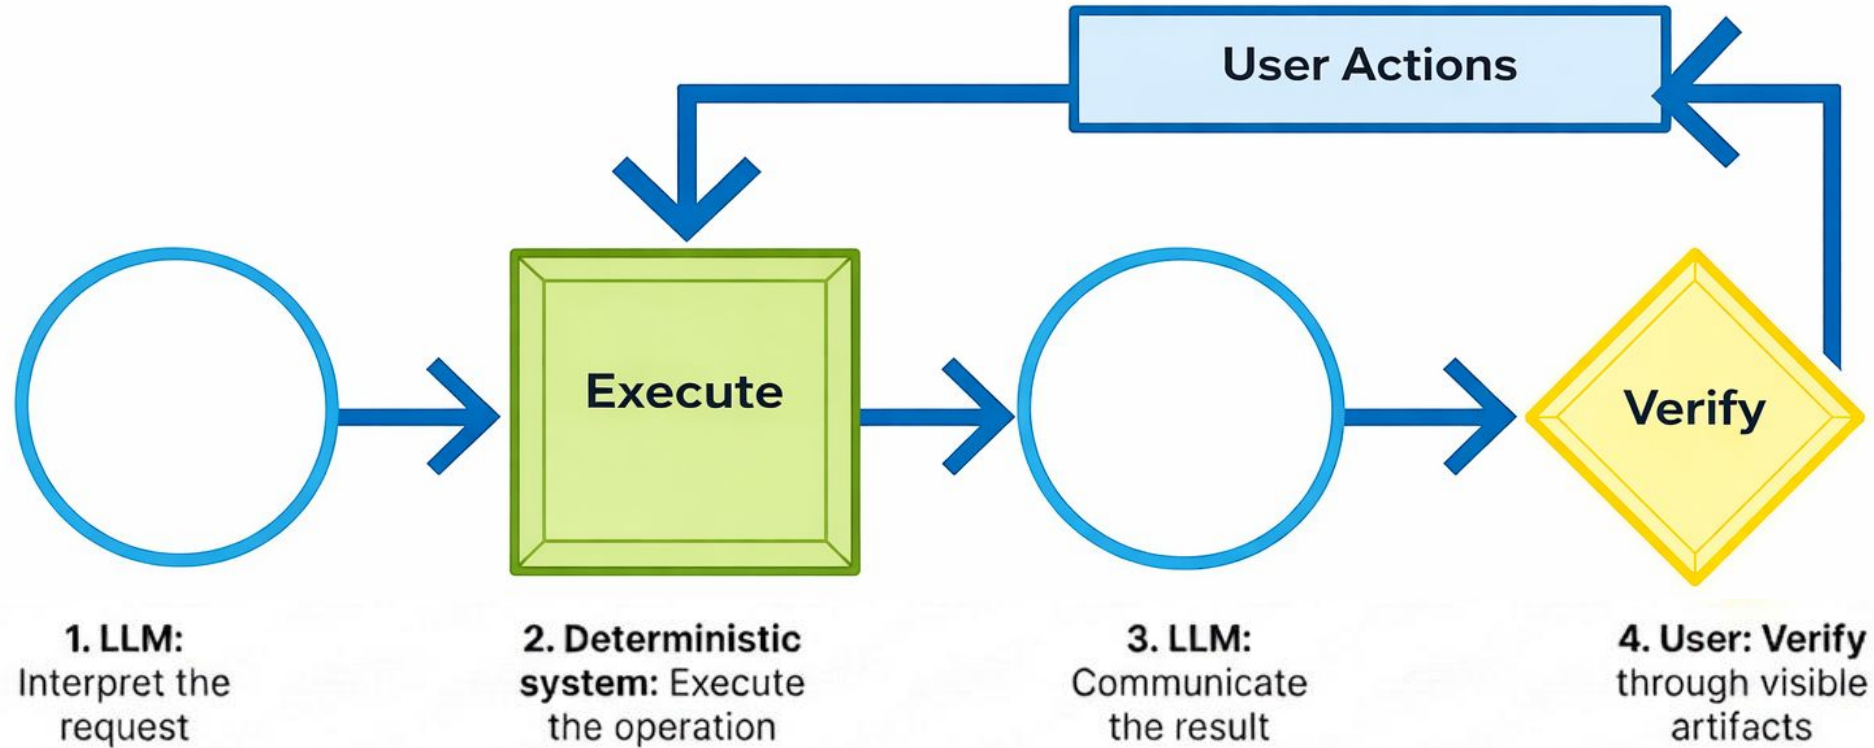 User Actions
Execute
Verify
1. LLM:
Interpret the
request
2. Deterministic
system: Execute
the operation
3. LLM:
Communicate
the result
4. User: Verify
through visible
artifacts